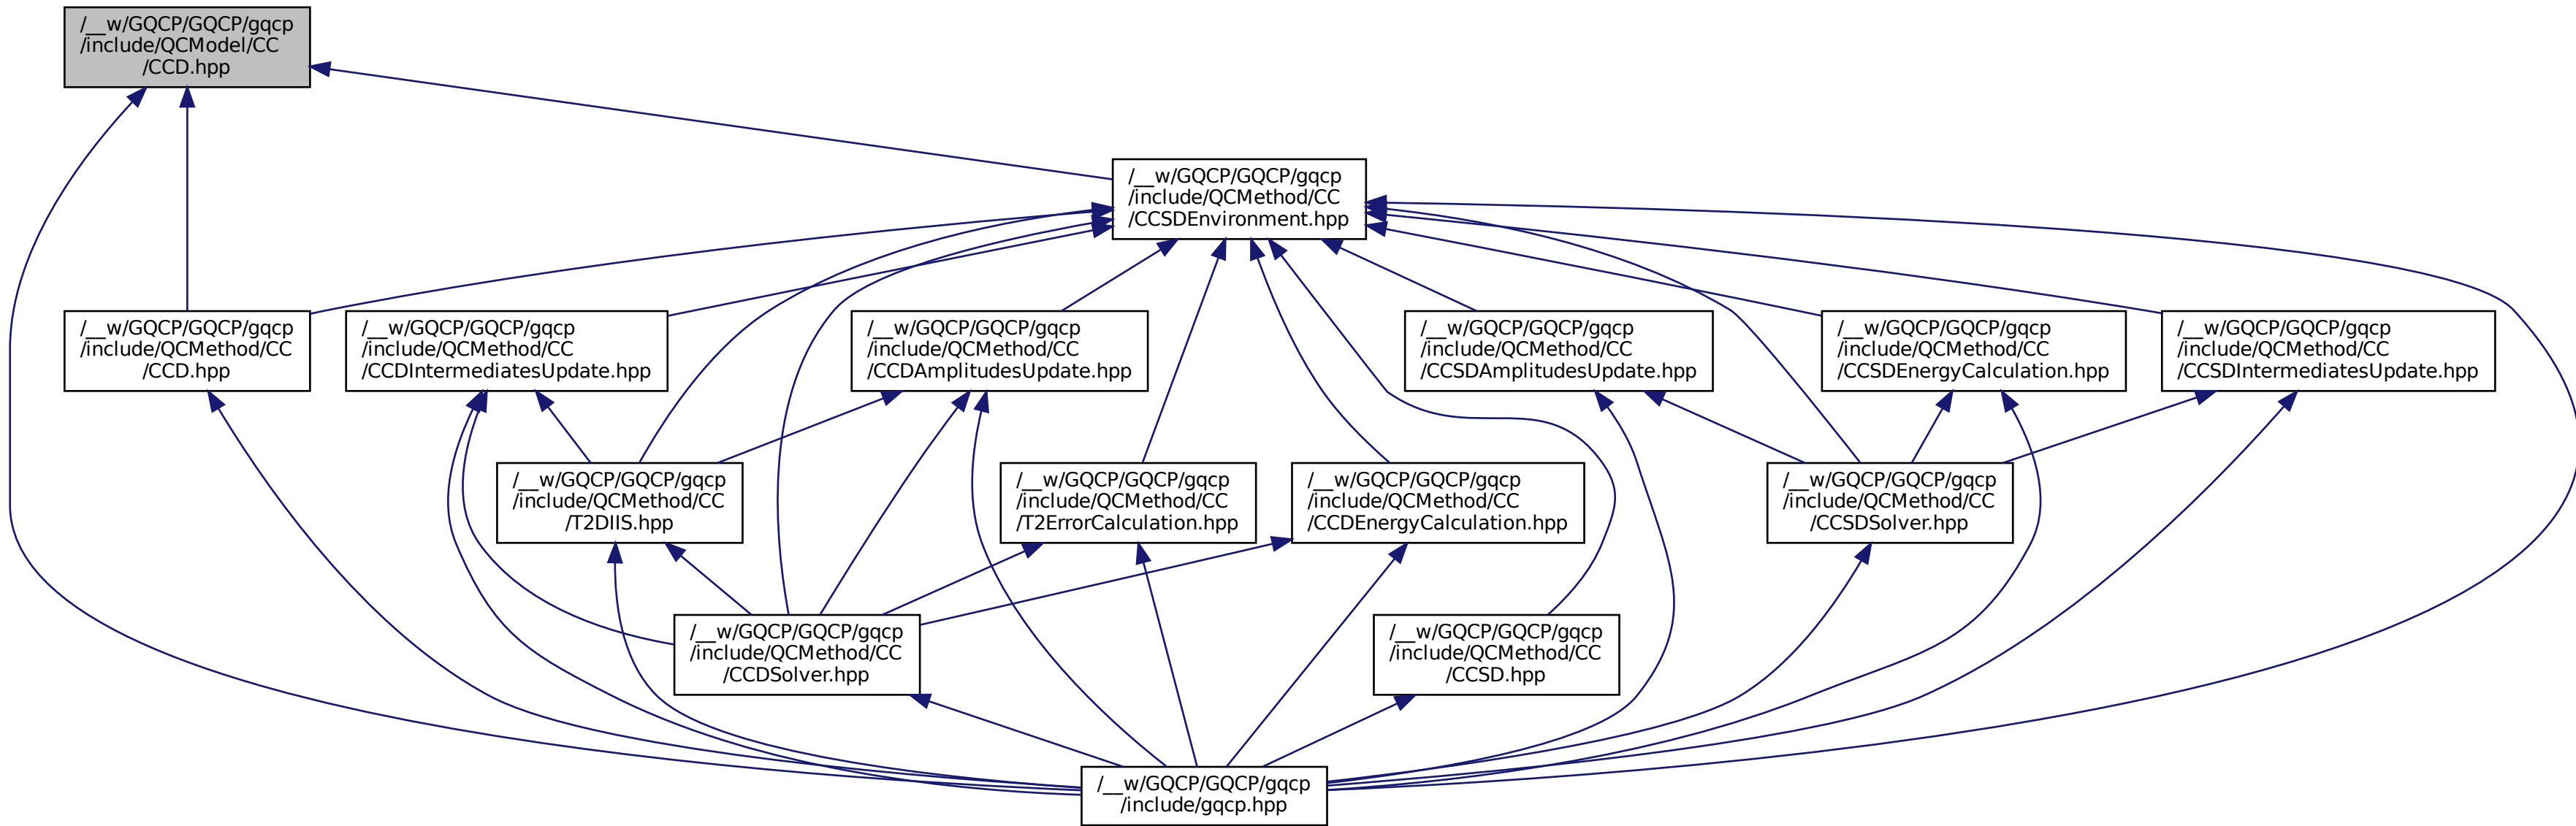 /__w/GQCP/GQCP/gqcp
/include/QCModel/CC
/CCD.hpp
/__w/GQCP/GQCP/gqcp
/include/QCMethod/CC
/CCSDEnvironment.hpp
/__w/GQCP/GQCP/gqcp
/include/QCMethod/CC
/CCD.hpp
/__w/GQCP/GQCP/gqcp
/include/QCMethod/CC
/CCDIntermediatesUpdate.hpp
/__w/GQCP/GQCP/gqcp
/include/QCMethod/CC
/CCDAmplitudesUpdate.hpp
/__w/GQCP/GQCP/gqcp
/include/QCMethod/CC
/CCSDAmplitudesUpdate.hpp
/__w/GQCP/GQCP/gqcp
/include/QCMethod/CC
/CCSDEnergyCalculation.hpp
/__w/GQCP/GQCP/gqcp
/include/QCMethod/CC
/CCSDIntermediatesUpdate.hpp
/__w/GQCP/GQCP/gqcp
/include/QCMethod/CC
/T2DIIS.hpp
/__w/GQCP/GQCP/gqcp
/include/QCMethod/CC
/T2ErrorCalculation.hpp
/__w/GQCP/GQCP/gqcp
/include/QCMethod/CC
/CCDEnergyCalculation.hpp
/__w/GQCP/GQCP/gqcp
/include/QCMethod/CC
/CCSDSolver.hpp
/__w/GQCP/GQCP/gqcp
/include/QCMethod/CC
/CCDSolver.hpp
/__w/GQCP/GQCP/gqcp
/include/QCMethod/CC
/CCSD.hpp
/__w/GQCP/GQCP/gqcp
/include/gqcp.hpp